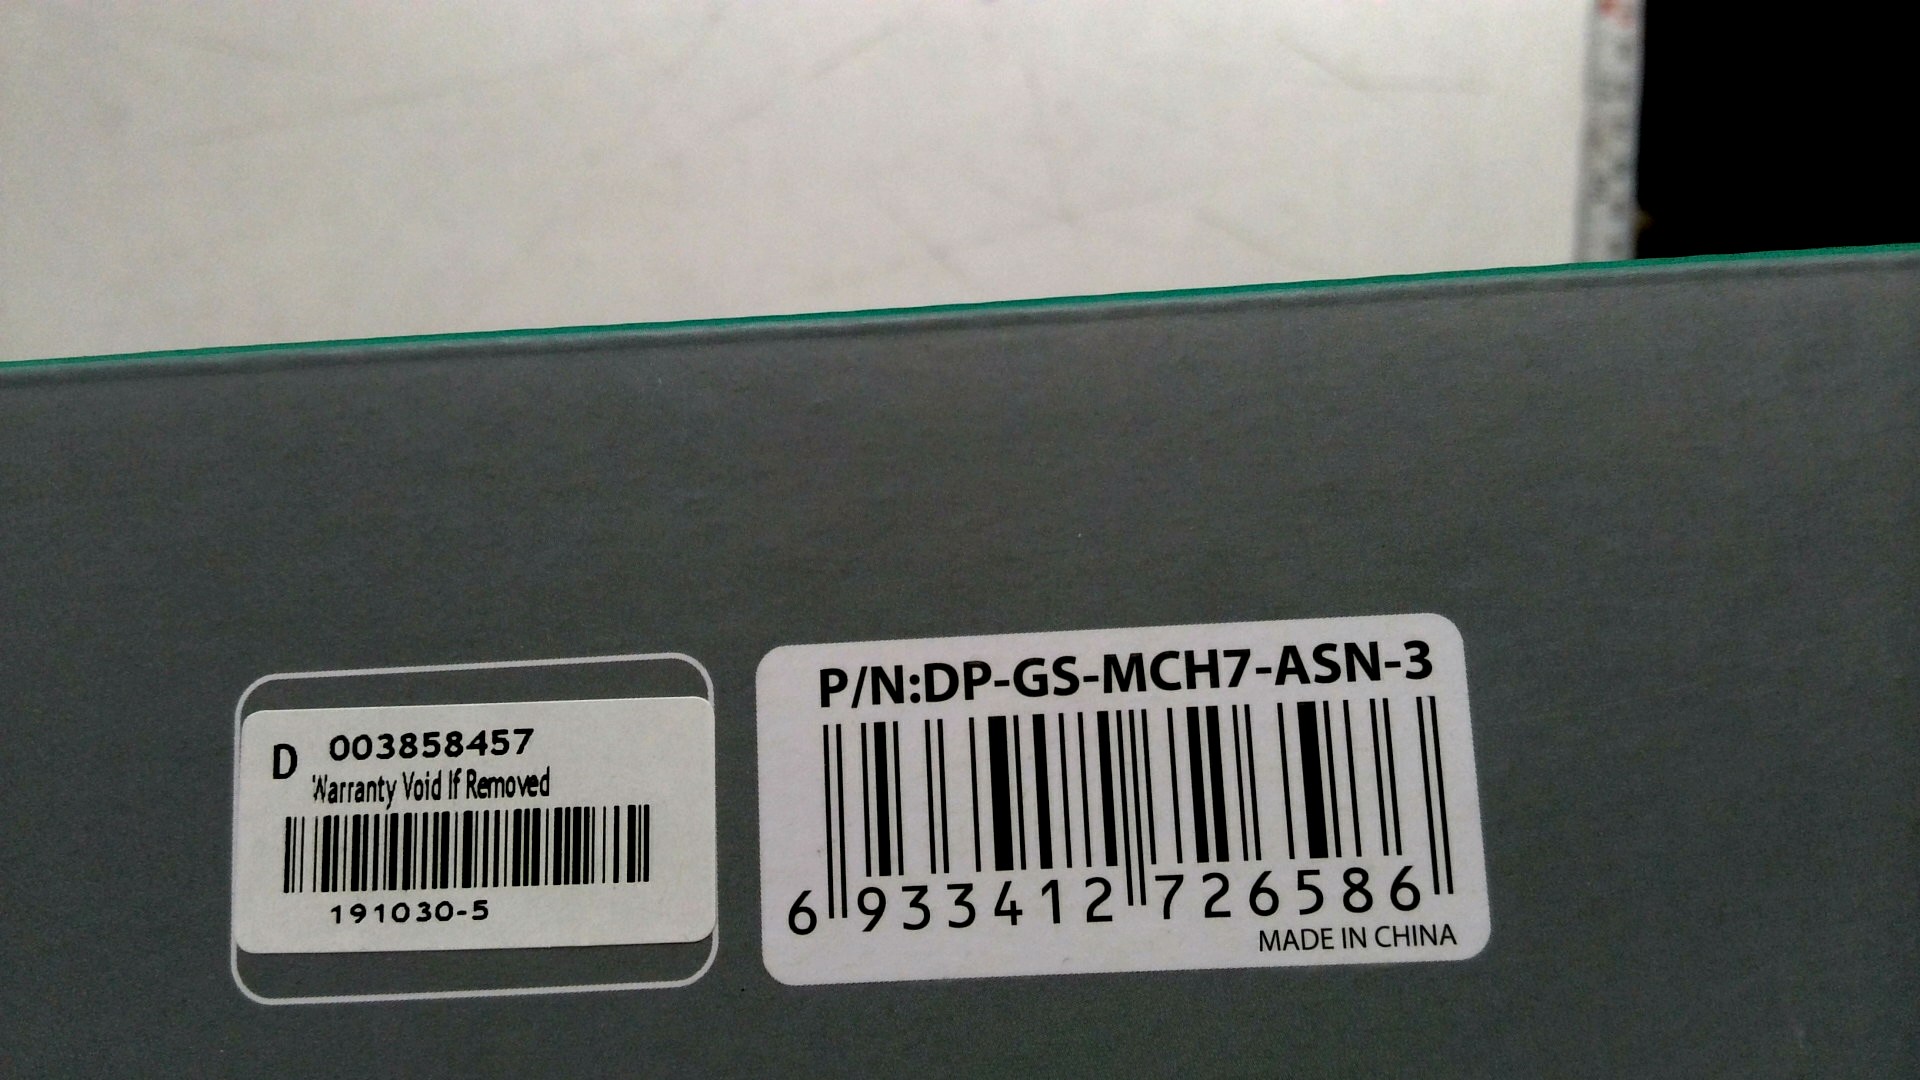 D 003858457
Warranty Void If Removed
191030-5
P/N:DP-GS-MCH7-ASN-3
6 933412 726586
MADE IN CHINA